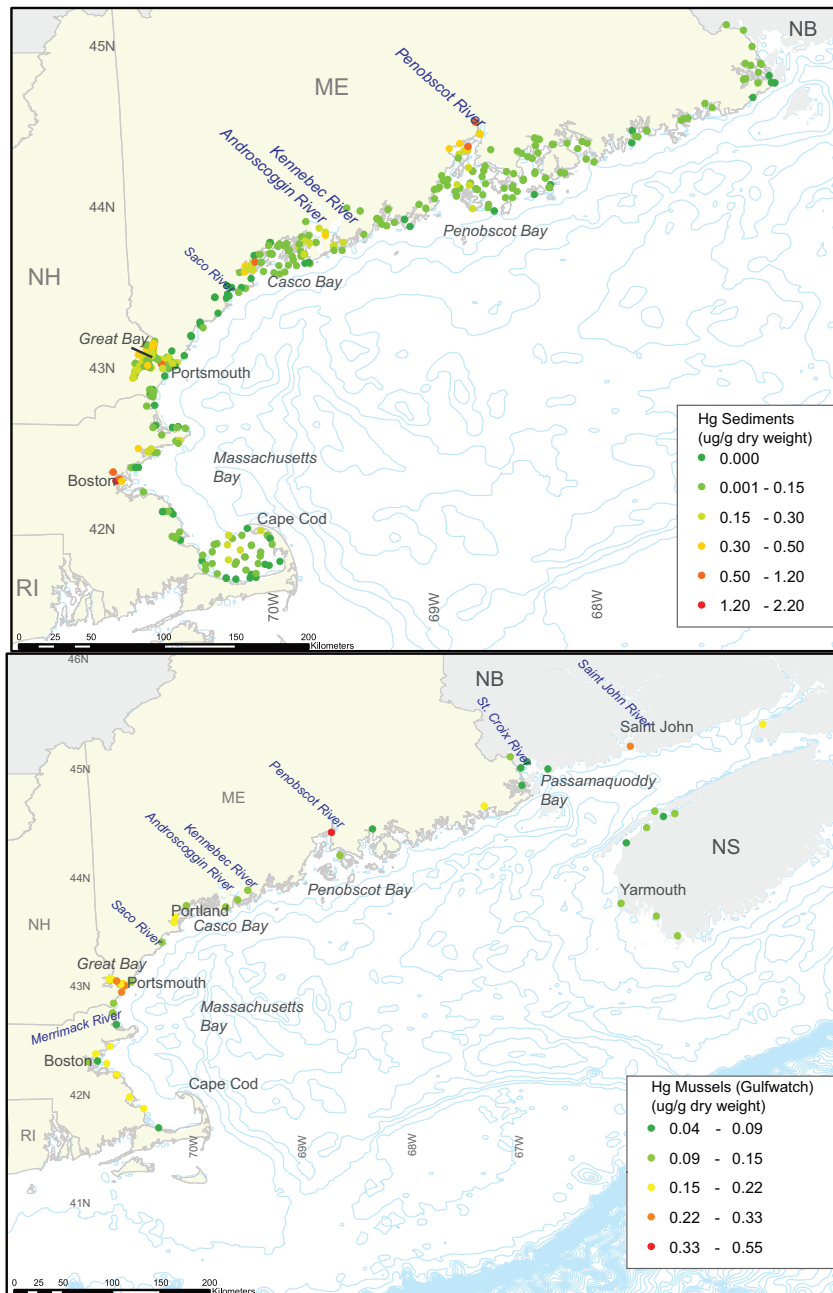 45N
NB
ME
Penobscot River
Kennebec River
Androscoggin River
44N
Penobscot Bay
Saco River
NH
Casco Bay
Great Bay
43N
Portsmouth
Hg Sediments
(ug/g dry weight)
0.000
0.001 - 0.15
0.15 - 0.30
0.30 - 0.50
0.50 - 1.20
1.20 - 2.20
Massachusetts
Bay
Boston
42N
Cape Cod
RI
70W
69W
68W
0 25 50 100 150 200
Kilometers
46N
NB
Saint John River
St. Croix River
Saint John
45N
Passamaquoddy
Bay
ME
Penobscot River
Kennebec River
Androscoggin River
NS
44N
Penobscot Bay
Yarmouth
Portland
Casco Bay
Saco River
NH
Great Bay
43N
Portsmouth
Massachusetts
Bay
Merrimack River
Boston
42N
Cape Cod
RI
70W
69W
68W
67W
41N
Hg Mussels (Gulfwatch)
(ug/g dry weight)
0.04 - 0.09
0.09 - 0.15
0.15 - 0.22
0.22 - 0.33
0.33 - 0.55
0 25 50 100 150 200
Kilometers